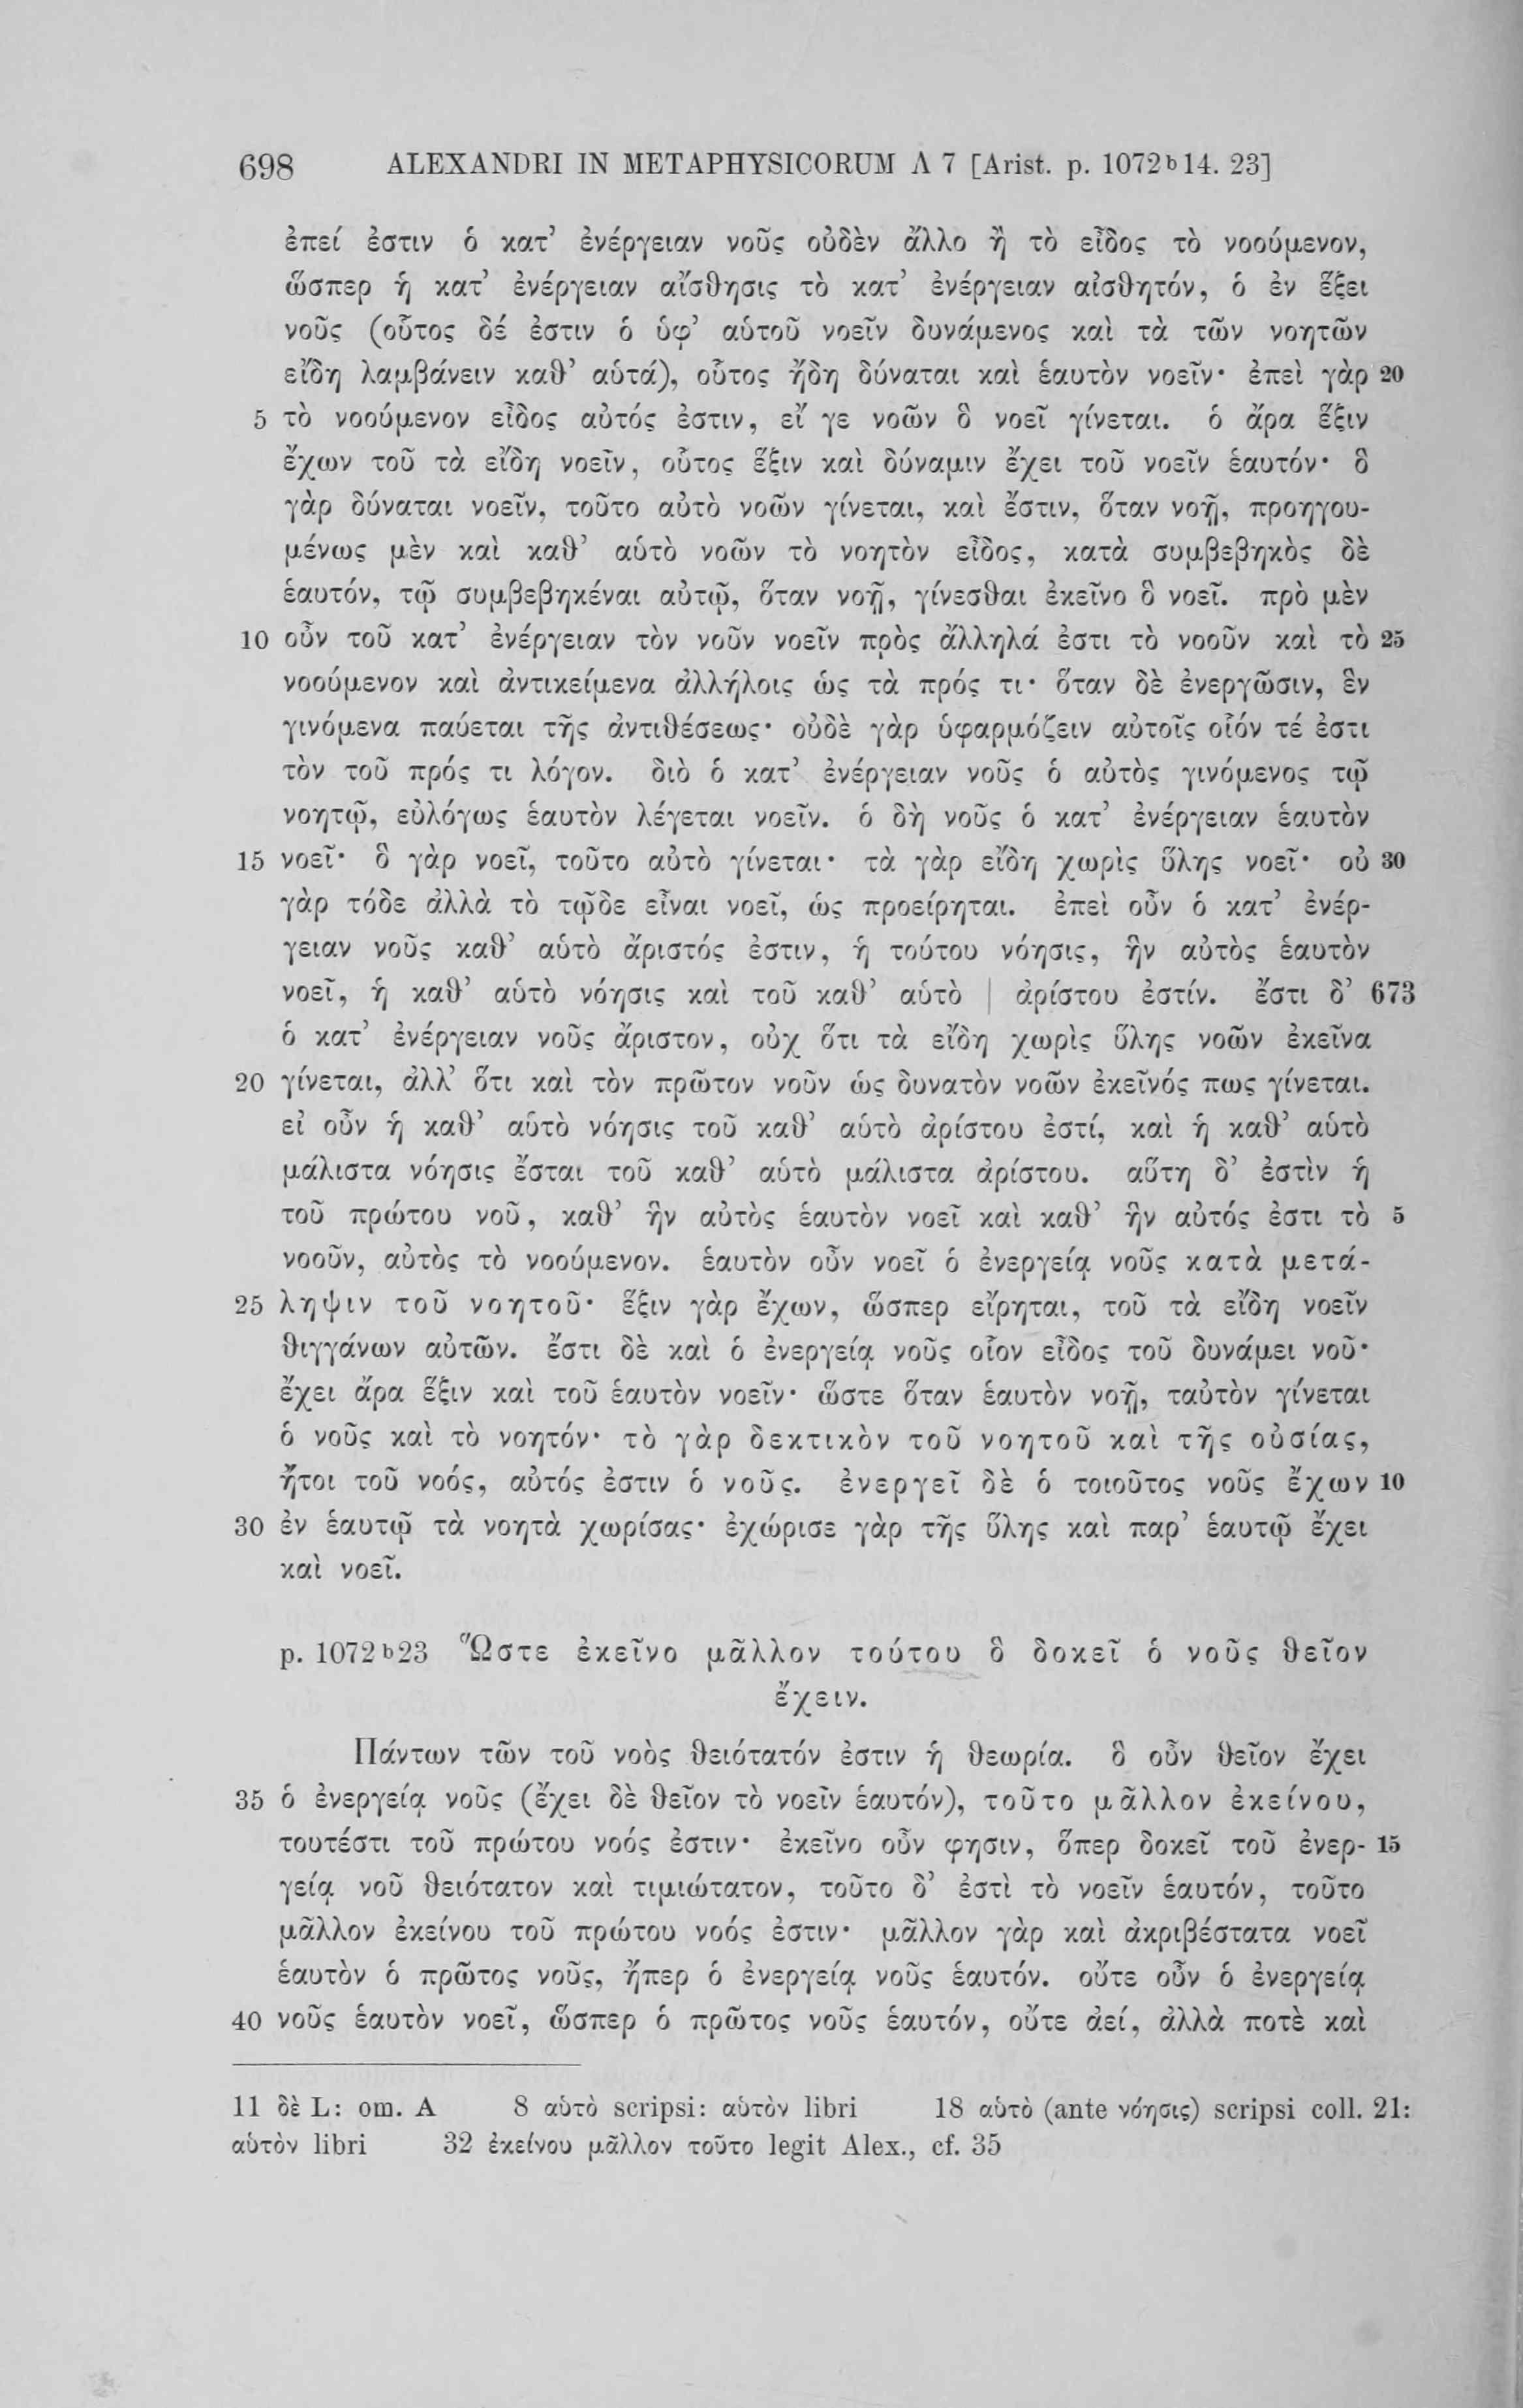 698 ALEXANDRI IN METAPHYSICORUM Λ 7 [Arist. p. 1072ᵇ14. 23]
ἐπεί ἐστιν ὁ κατ’ ἐνέργειαν νοῦς οὐδὲν ἄλλο ἢ τὸ εἶδος τὸ νοούμενον,
ὥσπερ ἡ κατ’ ἐνέργειαν αἴσθησις τὸ κατ’ ἐνέργειαν αἰσθητόν, ὁ ἐν ἕξει
νοῦς (οὗτος δέ ἐστιν ὁ ὑφ’ αὑτοῦ νοεῖν δυνάμενος καὶ τὰ τῶν νοητῶν
εἴδη λαμβάνειν καθ’ αὑτά), οὗτος ἤδη δύναται καὶ ἑαυτὸν νοεῖν· ἐπεὶ γὰρ 20
5 τὸ νοούμενον εἶδος αὐτός ἐστιν, εἴ γε νοῶν ὃ νοεῖ γίνεται. ὁ ἄρα ἕξιν
ἔχων τοῦ τὰ εἴδη νοεῖν, οὗτος ἕξιν καὶ δύναμιν ἔχει τοῦ νοεῖν ἑαυτόν· ὃ
γὰρ δύναται νοεῖν, τοῦτο αὐτὸ νοῶν γίνεται, καὶ ἔστιν, ὅταν νοῇ, προηγου-
μένως μὲν καὶ καθ’ αὑτὸ νοῶν τὸ νοητὸν εἶδος, κατὰ συμβεβηκὸς δὲ
ἑαυτόν, τῷ συμβεβηκέναι αὐτῷ, ὅταν νοῇ, γίνεσθαι ἐκεῖνο ὃ νοεῖ. πρὸ μὲν
10 οὖν τοῦ κατ’ ἐνέργειαν τὸν νοῦν νοεῖν πρὸς ἄλληλά ἐστι τὸ νοοῦν καὶ τὸ 25
νοούμενον καὶ ἀντικείμενα ἀλλήλοις ὡς τὰ πρός τι· ὅταν δὲ ἐνεργῶσιν, ἓν
γινόμενα παύεται τῆς ἀντιθέσεως· οὐδὲ γὰρ ὑφαρμόζειν αὐτοῖς οἷόν τέ ἐστι
τὸν τοῦ πρός τι λόγον. διὸ ὁ κατ’ ἐνέργειαν νοῦς ὁ αὐτὸς γινόμενος τῷ
νοητῷ, εὐλόγως ἑαυτὸν λέγεται νοεῖν. ὁ δὴ νοῦς ὁ κατ’ ἐνέργειαν ἑαυτὸν
15 νοεῖ· ὃ γὰρ νοεῖ, τοῦτο αὐτὸ γίνεται· τὰ γὰρ εἴδη χωρὶς ὕλης νοεῖ· οὐ 30
γὰρ τόδε ἀλλὰ τὸ τῷδε εἶναι νοεῖ, ὡς προείρηται. ἐπεὶ οὖν ὁ κατ’ ἐνέρ-
γειαν νοῦς καθ’ αὑτὸ ἄριστός ἐστιν, ἡ τούτου νόησις, ἣν αὐτὸς ἑαυτὸν
νοεῖ, ἡ καθ’ αὑτὸ νόησις καὶ τοῦ καθ’ αὑτὸ | ἀρίστου ἐστίν. ἔστι δ’ 673
ὁ κατ’ ἐνέργειαν νοῦς ἄριστον, οὐχ ὅτι τὰ εἴδη χωρὶς ὕλης νοῶν ἐκεῖνα
20 γίνεται, ἀλλ’ ὅτι καὶ τὸν πρῶτον νοῦν ὡς δυνατὸν νοῶν ἐκεῖνός πως γίνεται.
εἰ οὖν ἡ καθ’ αὑτὸ νόησις τοῦ καθ’ αὑτὸ ἀρίστου ἐστί, καὶ ἡ καθ’ αὑτὸ
μάλιστα νόησις ἔσται τοῦ καθ’ αὑτὸ μάλιστα ἀρίστου. αὕτη δ’ ἐστὶν ἡ
τοῦ πρώτου νοῦ, καθ’ ἣν αὐτὸς ἑαυτὸν νοεῖ καὶ καθ’ ἣν αὐτός ἐστι τὸ 5
νοοῦν, αὐτὸς τὸ νοούμενον. ἑαυτὸν οὖν νοεῖ ὁ ἐνεργείᾳ νοῦς κατὰ μετά-
25 ληψιν τοῦ νοητοῦ· ἕξιν γὰρ ἔχων, ὥσπερ εἴρηται, τοῦ τὰ εἴδη νοεῖν
θιγγάνων αὐτῶν. ἔστι δὲ καὶ ὁ ἐνεργείᾳ νοῦς οἷον εἶδος τοῦ δυνάμει νοῦ·
ἔχει ἄρα ἕξιν καὶ τοῦ ἑαυτὸν νοεῖν· ὥστε ὅταν ἑαυτὸν νοῇ, ταὐτὸν γίνεται
ὁ νοῦς καὶ τὸ νοητόν· τὸ γὰρ δεκτικὸν τοῦ νοητοῦ καὶ τῆς οὐσίας,
ἤτοι τοῦ νοός, αὐτός ἐστιν ὁ νοῦς. ἐνεργεῖ δὲ ὁ τοιοῦτος νοῦς ἔχων 10
30 ἐν ἑαυτῷ τὰ νοητὰ χωρίσας· ἐχώρισε γὰρ τῆς ὕλης καὶ παρ’ ἑαυτῷ ἔχει
καὶ νοεῖ.
p. 1072ᵇ23 Ὥστε ἐκεῖνο μᾶλλον τούτου ὃ δοκεῖ ὁ νοῦς θεῖον
ἔχειν.
Πάντων τῶν τοῦ νοὸς θειότατόν ἐστιν ἡ θεωρία. ὃ οὖν θεῖον ἔχει
35 ὁ ἐνεργείᾳ νοῦς (ἔχει δὲ θεῖον τὸ νοεῖν ἑαυτόν), τοῦτο μᾶλλον ἐκείνου,
τουτέστι τοῦ πρώτου νοός ἐστιν· ἐκεῖνο οὖν φησιν, ὅπερ δοκεῖ τοῦ ἐνερ- 15
γείᾳ νοῦ θειότατον καὶ τιμιώτατον, τοῦτο δ’ ἐστὶ τὸ νοεῖν ἑαυτόν, τοῦτο
μᾶλλον ἐκείνου τοῦ πρώτου νοός ἐστιν· μᾶλλον γὰρ καὶ ἀκριβέστατα νοεῖ
ἑαυτὸν ὁ πρῶτος νοῦς, ἤπερ ὁ ἐνεργείᾳ νοῦς ἑαυτόν. οὔτε οὖν ὁ ἐνεργείᾳ
40 νοῦς ἑαυτὸν νοεῖ, ὥσπερ ὁ πρῶτος νοῦς ἑαυτόν, οὔτε ἀεί, ἀλλὰ ποτὲ καὶ
11 δὲ L: om. A 8 αὑτὸ scripsi: αὑτὸν libri 18 αὑτὸ (ante νόησις) scripsi coll. 21:
αὑτὸν libri 32 ἐκείνου μᾶλλον τοῦτο legit Alex., cf. 35